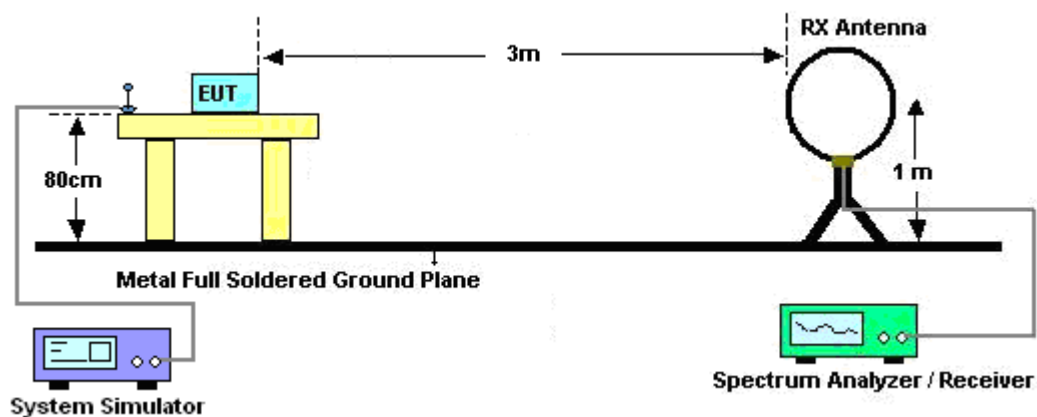 RX Antenna
3m
EUT
80cm
1 m
Metal Full Soldered Ground Plane
System Simulator
Spectrum Analyzer / Receiver